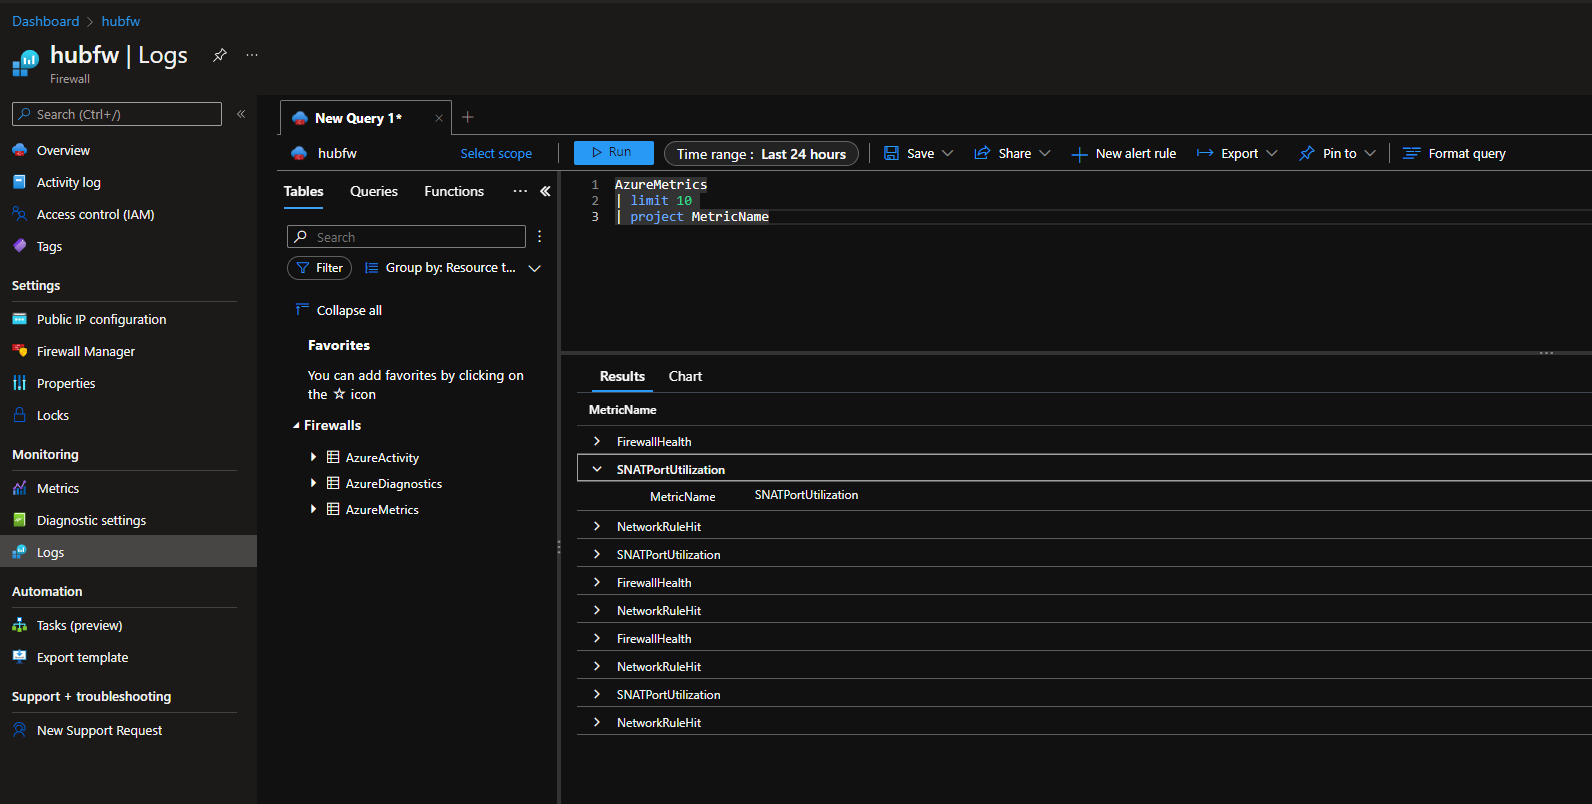 Dashboard > hubfw
hubfw | Logs
Firewall
Search (Ctrl+/)
Overview
Activity log
Access control (IAM)
Tags
Settings
Public IP configuration
Firewall Manager
Properties
Locks
Monitoring
Metrics
Diagnostic settings
Logs
Automation
Tasks (preview)
Export template
Support + troubleshooting
New Support Request
New Query 1*
hubfw Select scope
Run Time range : Last 24 hours Save Share New alert rule Export Pin to Format query
Tables Queries Functions
Search
Filter Group by: Resource t...
Collapse all
Favorites
You can add favorites by clicking on
the ☆ icon
Firewalls
AzureActivity
AzureDiagnostics
AzureMetrics
1 AzureMetrics
2 | limit 10
3 | project MetricName
Results Chart
MetricName
FirewallHealth
SNATPortUtilization
MetricName SNATPortUtilization
NetworkRuleHit
SNATPortUtilization
FirewallHealth
NetworkRuleHit
FirewallHealth
NetworkRuleHit
SNATPortUtilization
NetworkRuleHit